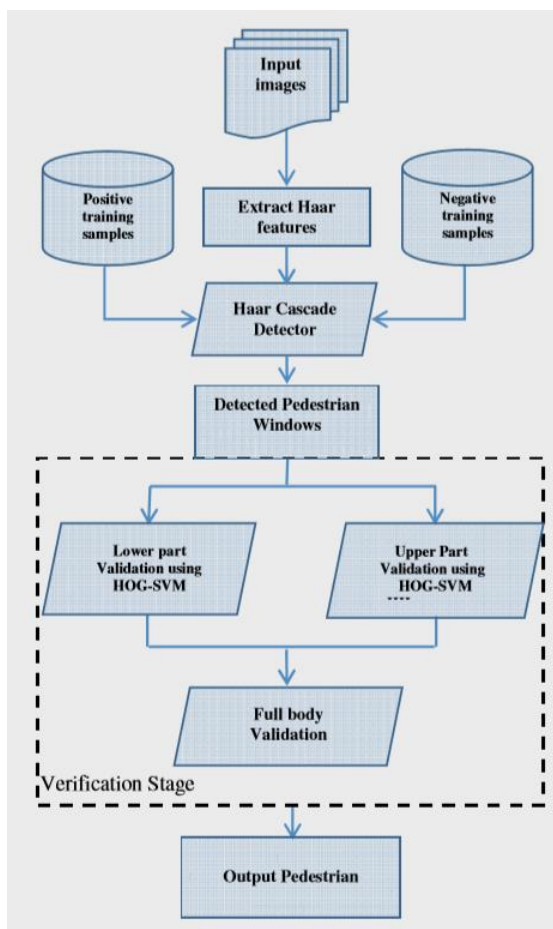 Input
images
Positive
training
samples
Extract Haar
features
Negative
training
samples
Haar Cascade
Detector
Detected Pedestrian
Windows
Lower part
Validation using
HOG-SVM
Upper Part
Validation using
HOG-SVM
Full body
Validation
Verification Stage
Output Pedestrian